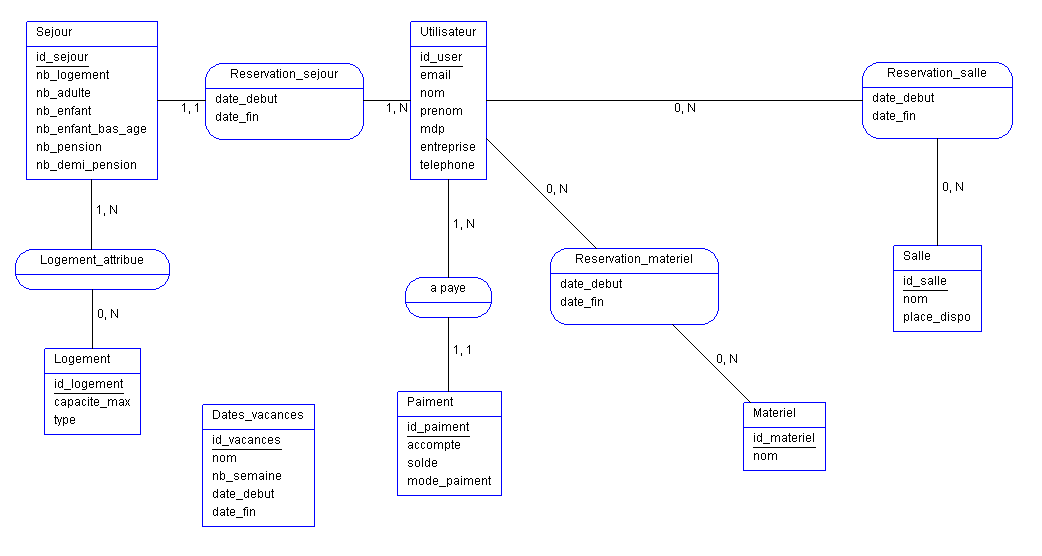 Sejour
id_sejour
nb_logement
nb_adulte
nb_enfant
nb_enfant_bas_age
nb_pension
nb_demi_pension
1, 1
Reservation_sejour
date_debut
date_fin
1, N
Utilisateur
id_user
email
nom
prenom
mdp
entreprise
telephone
0, N
Reservation_salle
date_debut
date_fin
0, N
Salle
id_salle
nom
place_dispo
1, N
Logement_attribue
0, N
Logement
id_logement
capacite_max
type
1, N
a paye
1, 1
Paiment
id_paiment
accompte
solde
mode_paiment
0, N
Reservation_materiel
date_debut
date_fin
0, N
Materiel
id_materiel
nom
Dates_vacances
id_vacances
nom
nb_semaine
date_debut
date_fin